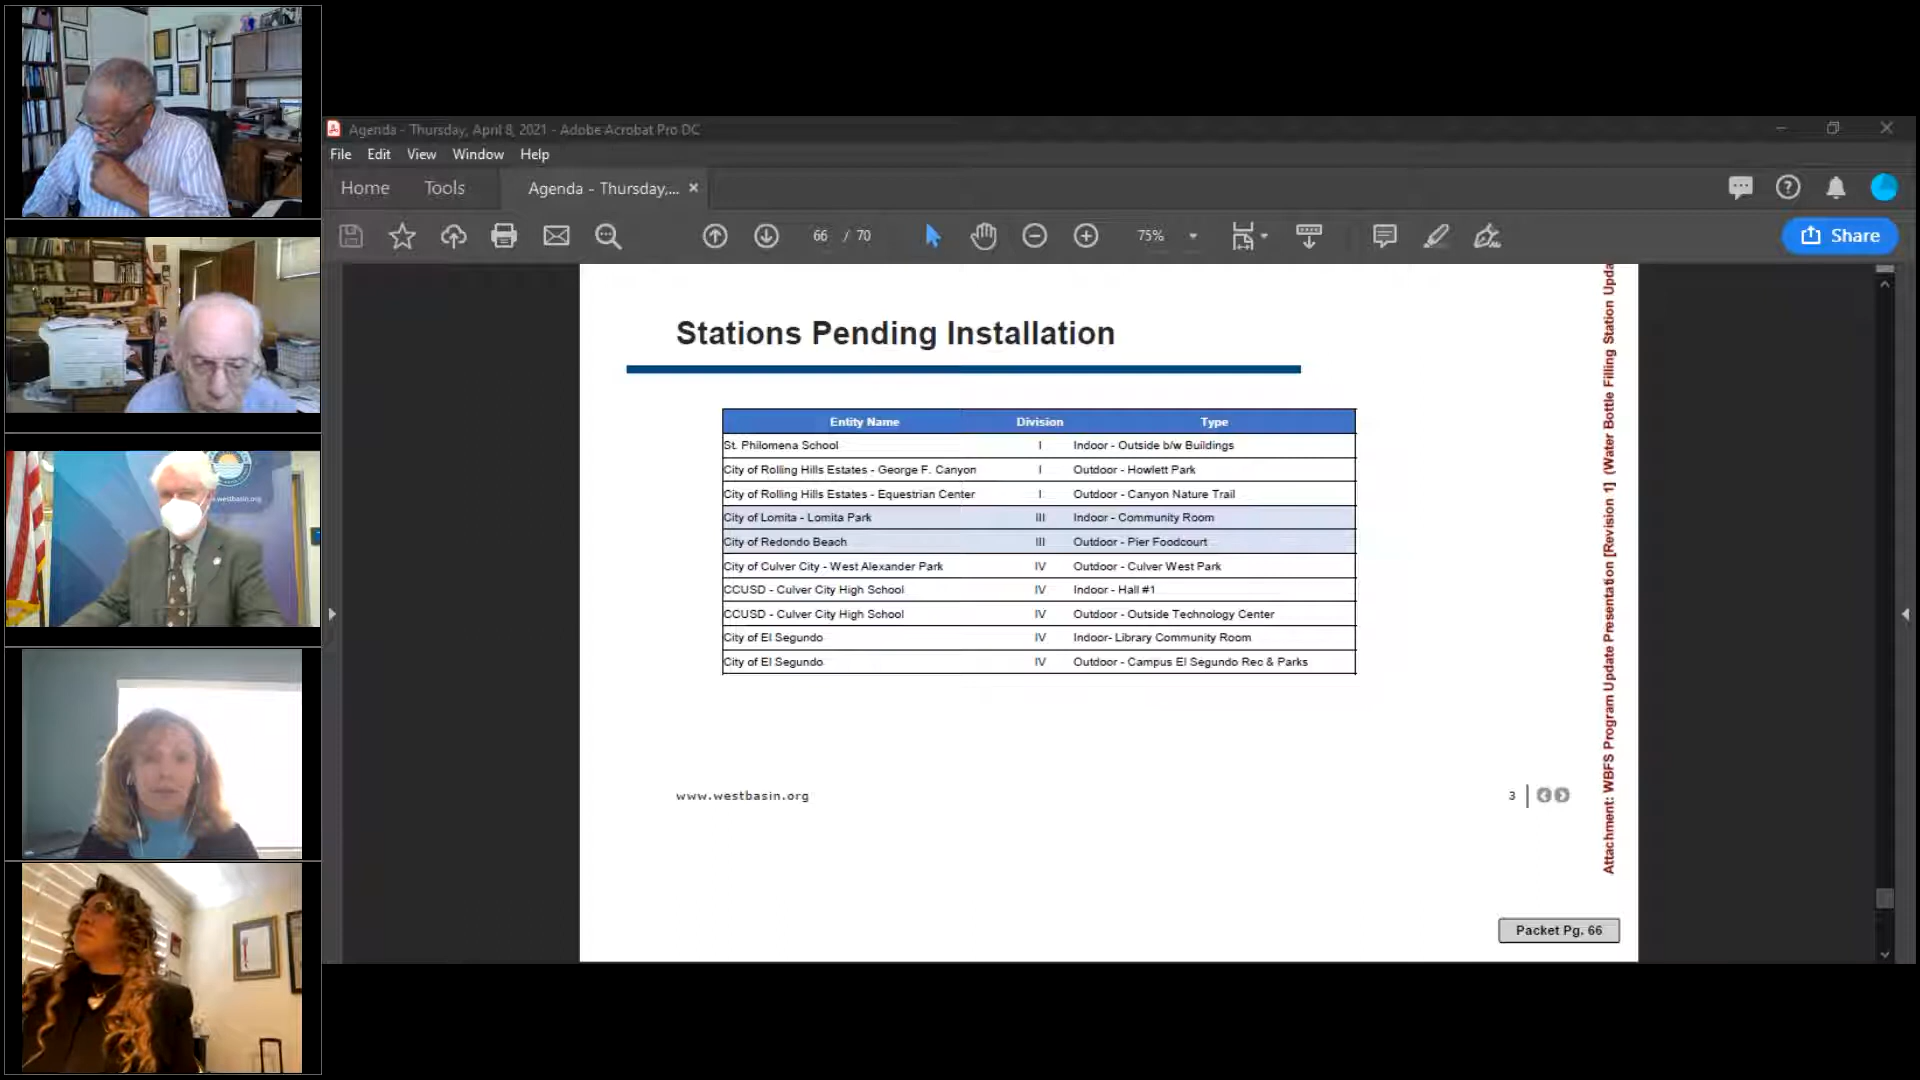 Agenda - Thursday, April 8, 2021 - Adobe Acrobat Pro DC
File Edit View Window Help
Home Tools Agenda - Thursday,... ×
66 / 70 75% Share
Stations Pending Installation
Entity Name Division Type
St. Philomena School I Indoor - Outside b/w Buildings
City of Rolling Hills Estates - George F. Canyon I Outdoor - Howlett Park
City of Rolling Hills Estates - Equestrian Center I Outdoor - Canyon Nature Trail
City of Lomita - Lomita Park III Indoor - Community Room
City of Redondo Beach III Outdoor - Pier Foodcourt
City of Culver City - West Alexander Park IV Outdoor - Culver West Park
CCUSD - Culver City High School IV Indoor - Hall #1
CCUSD - Culver City High School IV Outdoor - Outside Technology Center
City of El Segundo IV Indoor- Library Community Room
City of El Segundo IV Outdoor - Campus El Segundo Rec & Parks
www.westbasin.org 3
Attachment: WBFS Program Update Presentation [Revision 1] (Water Bottle Filling Station Upda
Packet Pg. 66
.westbasin.org